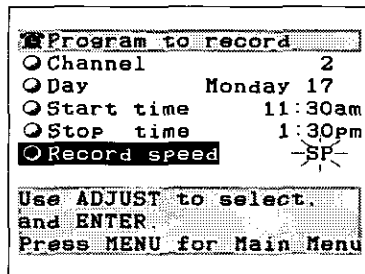 Program to record
Channel 2
Day Monday 17
Start time 11:30am
Stop time 1:30pm
Record speed SP
Use ADJUST to select.
and ENTER.
Press MENU for Main Menu